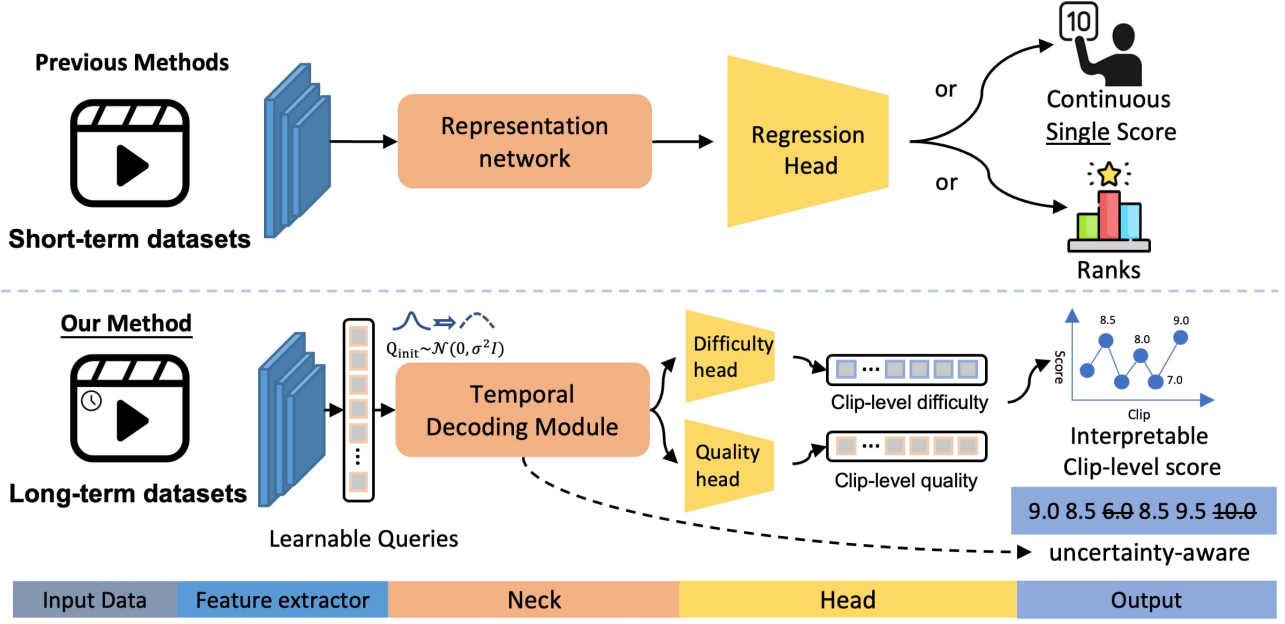 Previous Methods
Short-term datasets
Representation
network
Regression
Head
or
or
10
Continuous
Single Score
Ranks
Our Method
Long-term datasets
Q_init~𝒩(0, σ²I)
Learnable Queries
Temporal
Decoding Module
Difficulty
head
Quality
head
Clip-level difficulty
Clip-level quality
Score
8.5
8.0
9.0
7.0
Clip
Interpretable
Clip-level score
9.0 8.5 6.0 8.5 9.5 10.0
uncertainty-aware
Input Data
Feature extractor
Neck
Head
Output